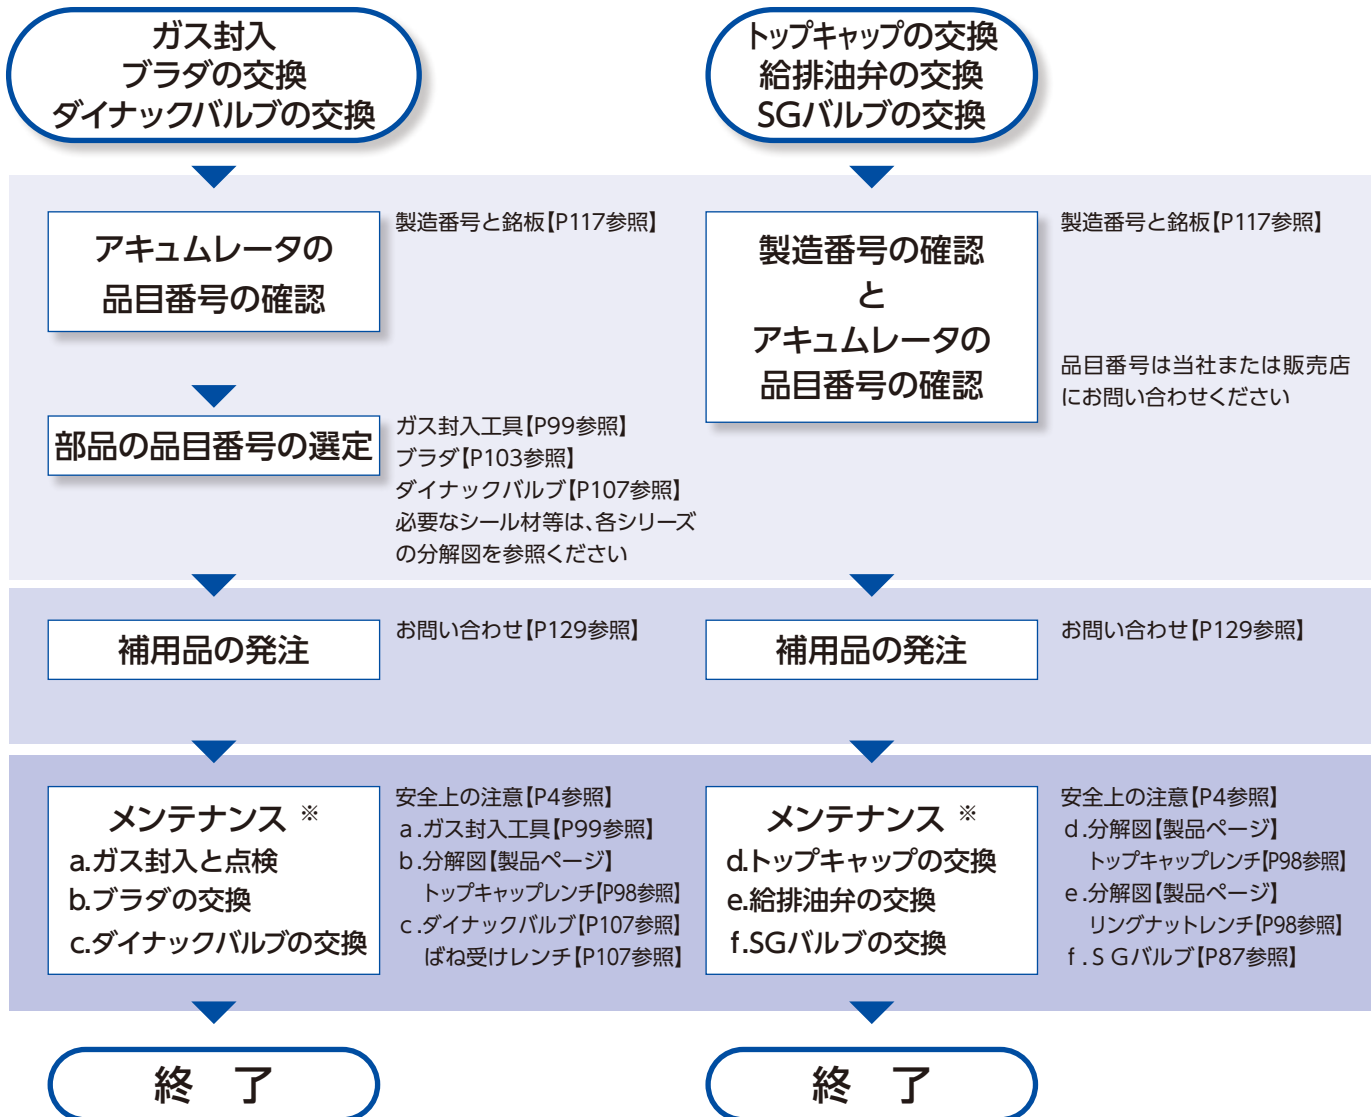 ガス封入
ブラダの交換
ダイナックバルブの交換
アキュムレータの
品目番号の確認
製造番号と銘板【P117参照】
部品の品目番号の選定
ガス封入工具【P99参照】
ブラダ【P103参照】
ダイナックバルブ【P107参照】
必要なシール材等は、各シリーズ
の分解図を参照ください
補用品の発注
お問い合わせ【P129参照】
メンテナンス ※
a.ガス封入と点検
b.ブラダの交換
c.ダイナックバルブの交換
安全上の注意【P4参照】
a.ガス封入工具【P99参照】
b.分解図【製品ページ】
トップキャップレンチ【P98参照】
c.ダイナックバルブ【P107参照】
ばね受けレンチ【P107参照】
終 了
トップキャップの交換
給排油弁の交換
SGバルブの交換
製造番号の確認
と
アキュムレータの
品目番号の確認
製造番号と銘板【P117参照】
品目番号は当社または販売店
にお問い合わせください
補用品の発注
お問い合わせ【P129参照】
メンテナンス ※
d.トップキャップの交換
e.給排油弁の交換
f.SGバルブの交換
安全上の注意【P4参照】
d.分解図【製品ページ】
トップキャップレンチ【P98参照】
e.分解図【製品ページ】
リングナットレンチ【P98参照】
f.SGバルブ【P87参照】
終 了